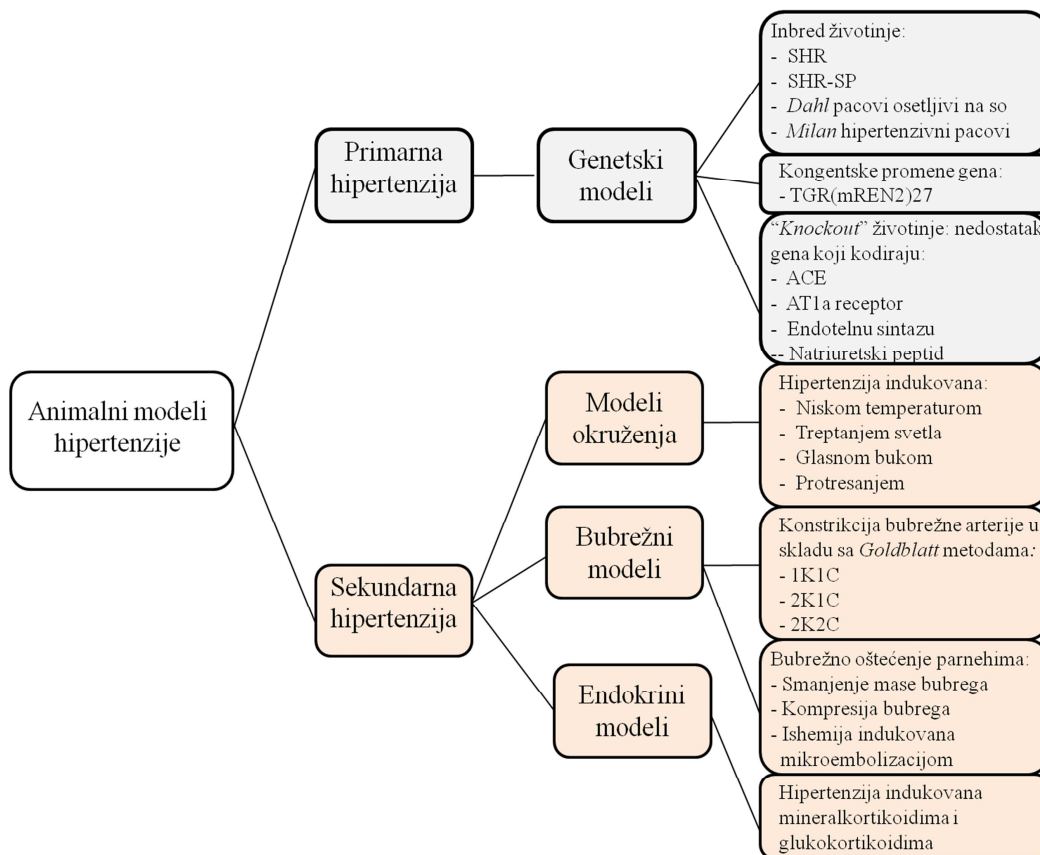 Animalni modeli
hipertenzije
Primarna
hipertenzija
Genetski
modeli
Inbred životinje:
- SHR
- SHR-SP
- Dahl pacovi osetljivi na so
- Milan hipertenzivni pacovi
Kongentske promene gena:
- TGR(mREN2)27
“Knockout” životinje: nedostatak
gena koji kodiraju:
- ACE
- AT1a receptor
- Endotelnu sintazu
-- Natriuretski peptid
Sekundarna
hipertenzija
Modeli
okruženja
Hipertenzija indukovana:
- Niskom temperaturom
- Treptanjem svetla
- Glasnom bukom
- Protresanjem
Bubrežni
modeli
Konstrikcija bubrežne arterije u
skladu sa Goldblatt metodama:
- 1K1C
- 2K1C
- 2K2C
Bubrežno oštećenje parnehima:
- Smanjenje mase bubrega
- Kompresija bubrega
- Ishemija indukovana
mikroembolizacijom
Endokrini
modeli
Hipertenzija indukovana
mineralkortikoidima i
glukokortikoidima